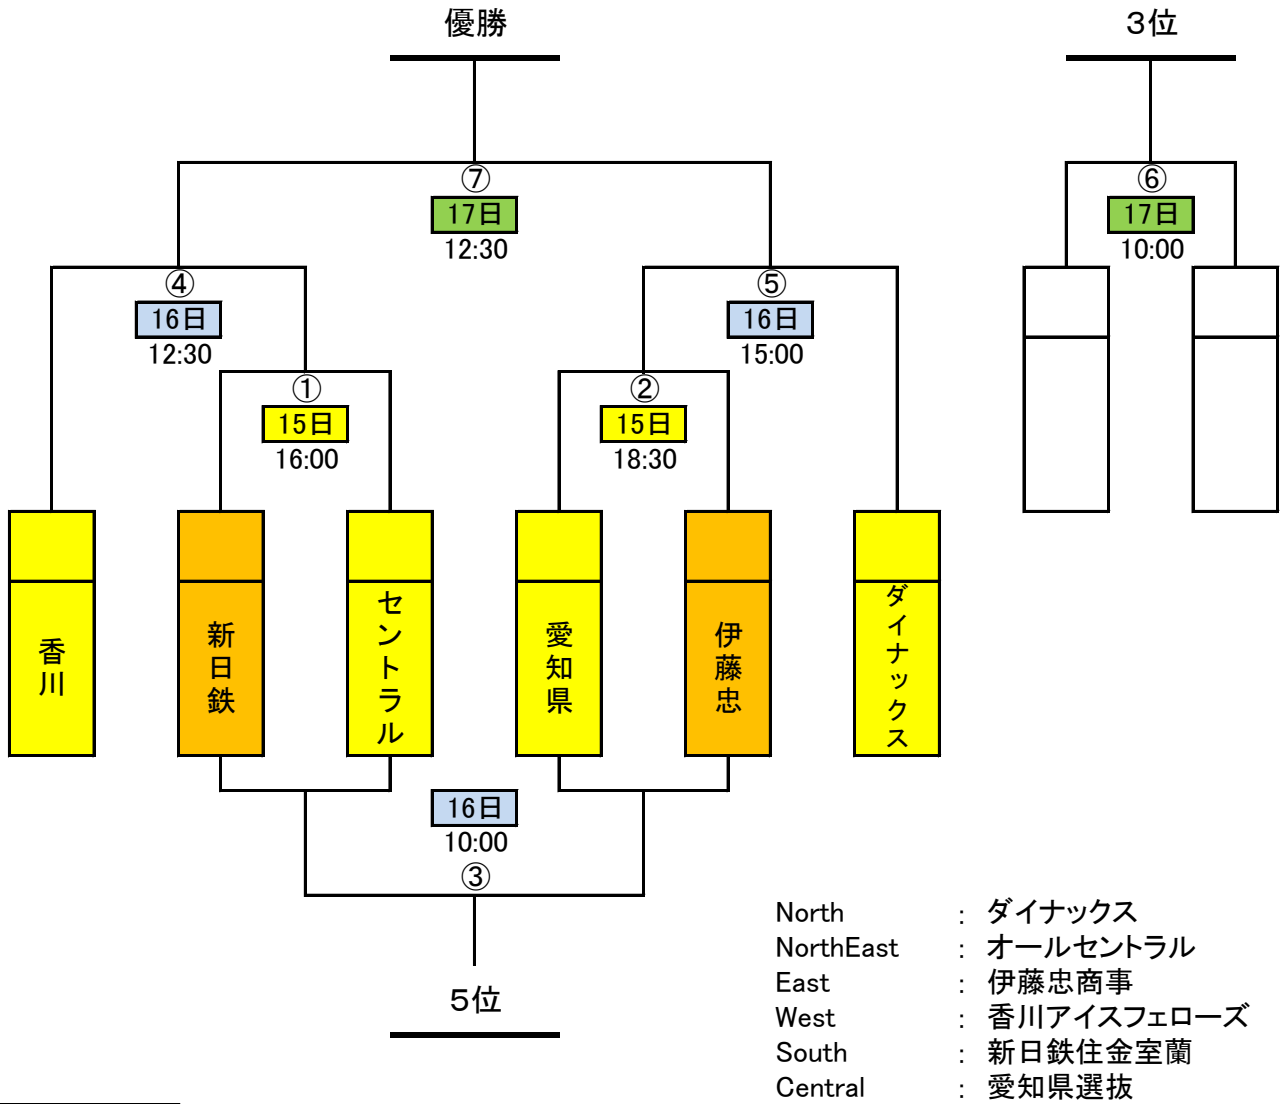 優勝
3位
⑦
17日
12:30
⑥
17日
10:00
④
16日
12:30
⑤
16日
15:00
①
15日
16:00
②
15日
18:30
香川
新日鉄
セントラル
愛知県
伊藤忠
ダイナックス
16日
10:00
③
5位
North : ダイナックス
NorthEast : オールセントラル
East : 伊藤忠商事
West : 香川アイスフェローズ
South : 新日鉄住金室蘭
Central : 愛知県選抜